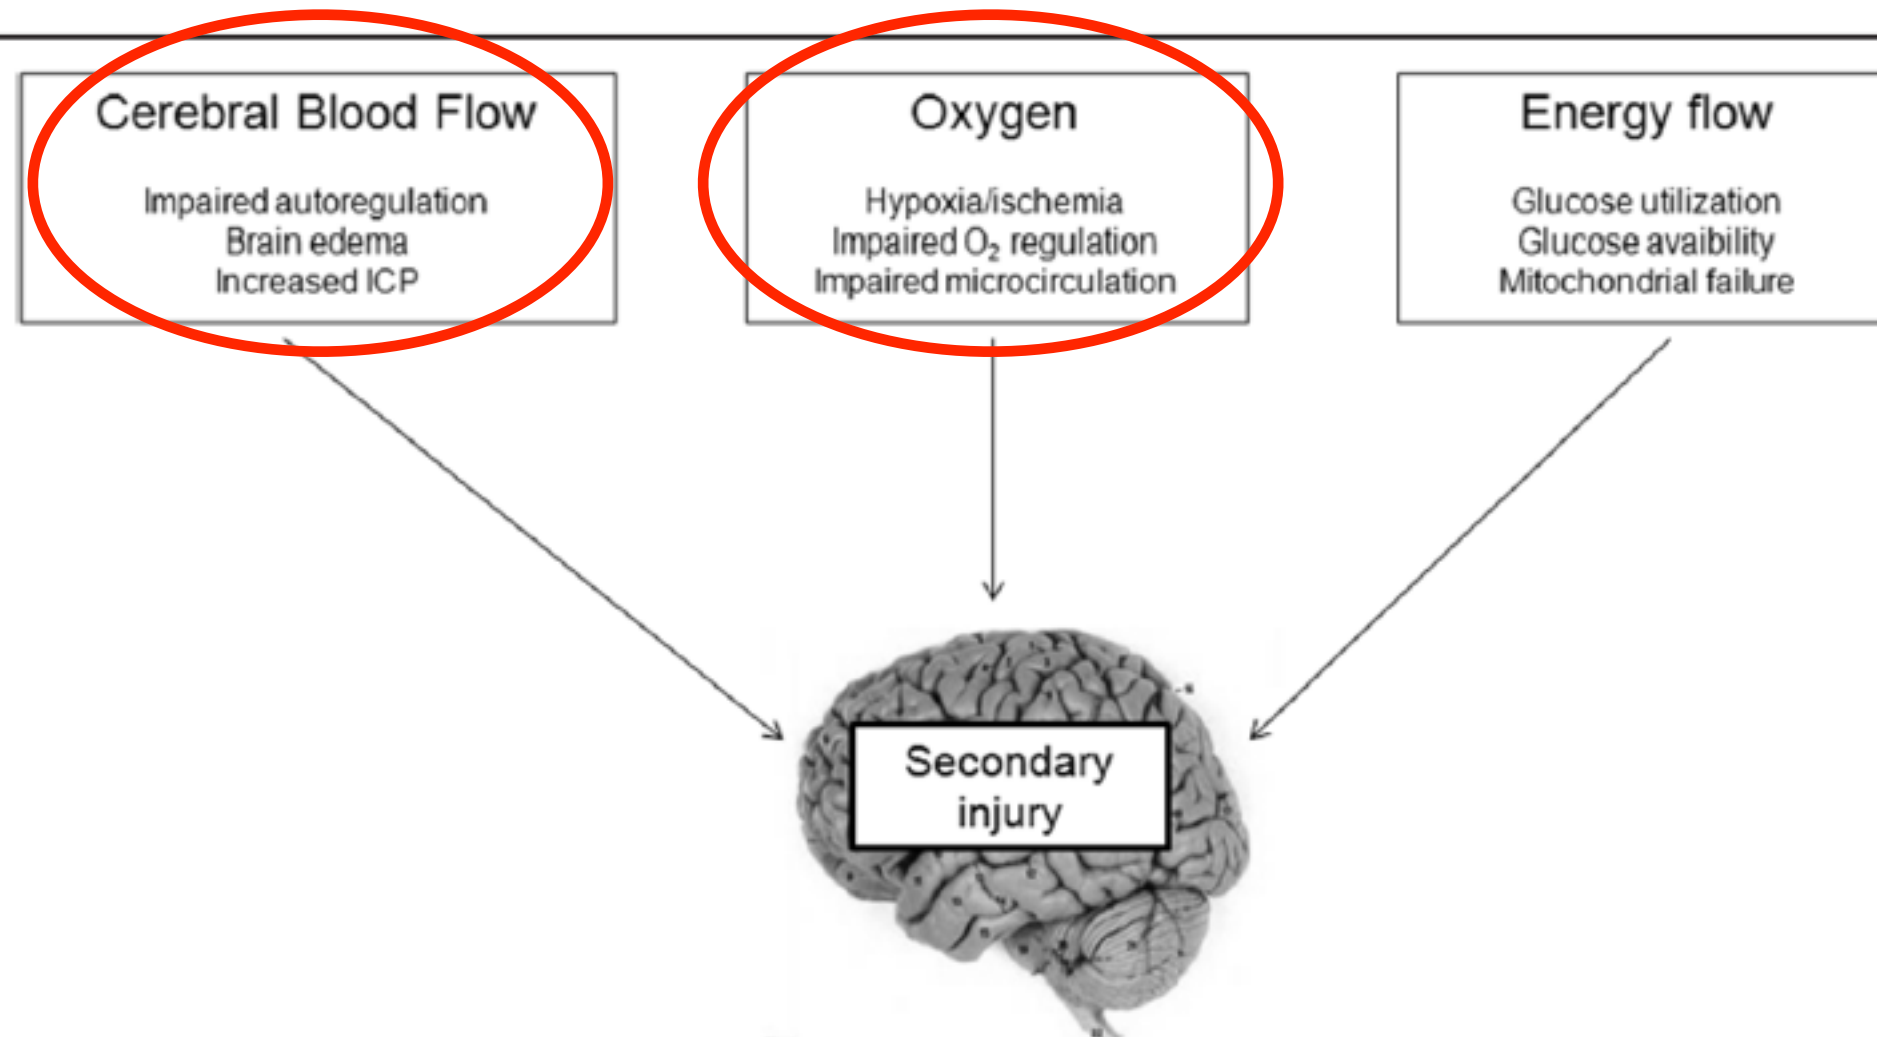 Cerebral Blood Flow
Impaired autoregulation
Brain edema
Increased ICP
Oxygen
Hypoxia/ischemia
Impaired O₂ regulation
Impaired microcirculation
Energy flow
Glucose utilization
Glucose avaibility
Mitochondrial failure
Secondary
injury